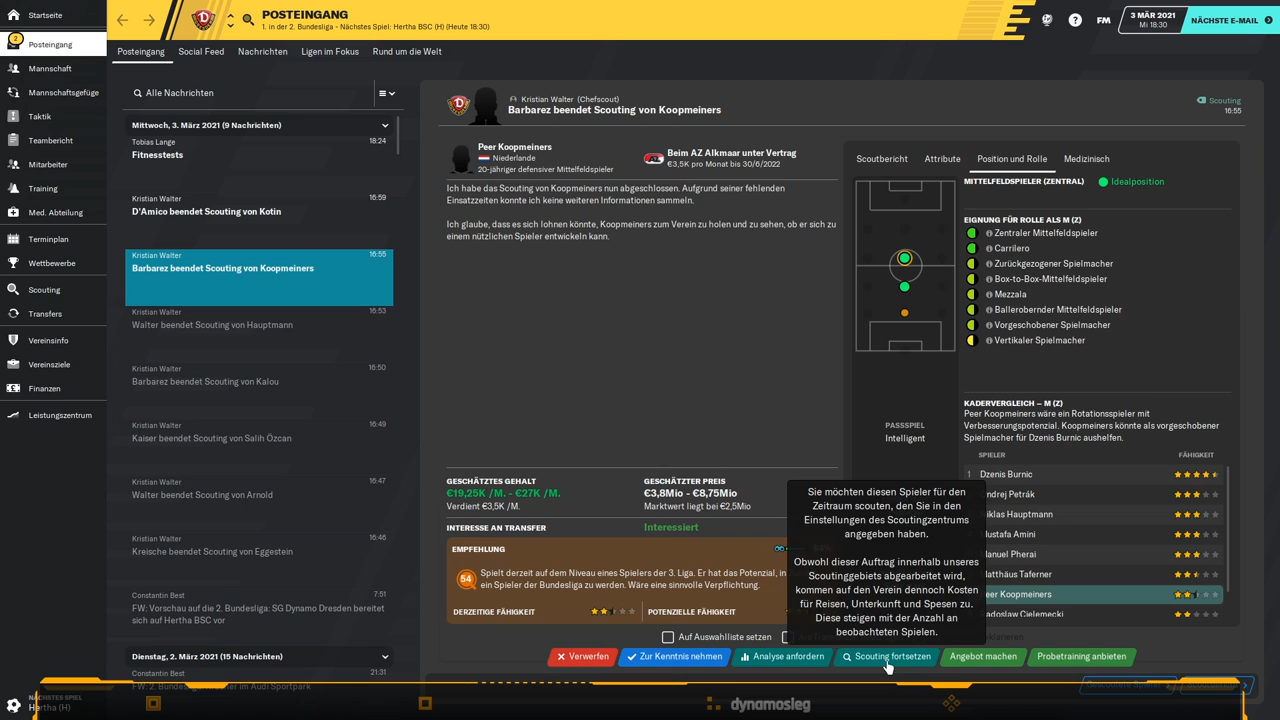 Startseite
2
Posteingang
Mannschaft
Mannschaftsgefüge
Taktik
Teambericht
Mitarbeiter
Training
Med. Abteilung
Terminplan
Wettbewerbe
Scouting
Transfers
Vereinsinfo
Vereinsziele
Finanzen
Leistungszentrum
NÄCHSTES SPIEL
Hertha (H)
POSTEINGANG
1. in der 2. Bundesliga - Nächstes Spiel: Hertha BSC (H) (Heute 18:30)
FM
3 MÄR 2021
Mi 18:30
NÄCHSTE E-MAIL
Posteingang Social Feed Nachrichten Ligen im Fokus Rund um die Welt
Alle Nachrichten
Mittwoch, 3. März 2021 (9 Nachrichten)
Tobias Lange 18:24
Fitnesstests
Kristian Walter 16:59
D'Amico beendet Scouting von Kotin
Kristian Walter 16:55
Barbarez beendet Scouting von Koopmeiners
Kristian Walter 16:53
Walter beendet Scouting von Hauptmann
Kristian Walter 16:50
Barbarez beendet Scouting von Kalou
Kristian Walter 16:49
Kaiser beendet Scouting von Salih Özcan
Kristian Walter 16:47
Walter beendet Scouting von Arnold
Kristian Walter 16:46
Kreische beendet Scouting von Eggestein
Constantin Best 7:51
FW: Vorschau auf die 2. Bundesliga: SG Dynamo Dresden bereitet
sich auf Hertha BSC vor
Dienstag, 2. März 2021 (15 Nachrichten)
Constantin Best 21:31
Kristian Walter (Chefscout)
Barbarez beendet Scouting von Koopmeiners
Scouting
16:55
Peer Koopmeiners
Niederlande
20-jähriger defensiver Mittelfeldspieler
AZ
Beim AZ Alkmaar unter Vertrag
€3,5K pro Monat bis 30/6/2022
Ich habe das Scouting von Koopmeiners nun abgeschlossen. Aufgrund seiner fehlenden
Einsatzzeiten konnte ich keine weiteren Informationen sammeln.
Ich glaube, dass es sich lohnen könnte, Koopmeiners zum Verein zu holen und zu sehen, ob er sich zu
einem nützlichen Spieler entwickeln kann.
GESCHÄTZTES GEHALT
€19,25K /M. - €27K /M.
Verdient €3,5K /M.
GESCHÄTZTER PREIS
€3,8Mio - €8,75Mio
Marktwert liegt bei €2,5Mio
INTERESSE AN TRANSFER
Interessiert
EMPFEHLUNG
54
Spielt derzeit auf dem Niveau eines Spielers der 3. Liga. Er hat das Potenzial, in
ein Spieler der Bundesliga zu werden. Wäre eine sinnvolle Verpflichtung.
DERZEITIGE FÄHIGKEIT
POTENZIELLE FÄHIGKEIT
Auf Auswahlliste setzen
Verwerfen
Zur Kenntnis nehmen
Analyse anfordern
Scouting fortsetzen
Angebot machen
Probetraining anbieten
Sie möchten diesen Spieler für den
Zeitraum scouten, den Sie in den
Einstellungen des Scoutingzentrums
angegeben haben.
Obwohl dieser Auftrag innerhalb unseres
Scoutinggebiets abgearbeitet wird,
kommen auf den Verein dennoch Kosten
für Reisen, Unterkunft und Spesen zu.
Diese steigen mit der Anzahl an
beobachteten Spielen.
Scoutbericht Attribute Position und Rolle Medizinisch
MITTELFELDSPIELER (ZENTRAL)
Idealposition
EIGNUNG FÜR ROLLE ALS M (Z)
Zentraler Mittelfeldspieler
Carrilero
Zurückgezogener Spielmacher
Box-to-Box-Mittelfeldspieler
Mezzala
Ballerobernder Mittelfeldspieler
Vorgeschobener Spielmacher
Vertikaler Spielmacher
PASSSPIEL
Intelligent
KADERVERGLEICH – M (Z)
Peer Koopmeiners wäre ein Rotationsspieler mit
Verbesserungspotenzial. Koopmeiners könnte als vorgeschobener
Spielmacher für Dzenis Burnic aushelfen.
SPIELER FÄHIGKEIT
1 Dzenis Burnic
ndrej Petrák
iklas Hauptmann
ustafa Amini
anuel Pherai
atthäus Taferner
eer Koopmeiners
adoslaw Cielemecki
dynamosleg